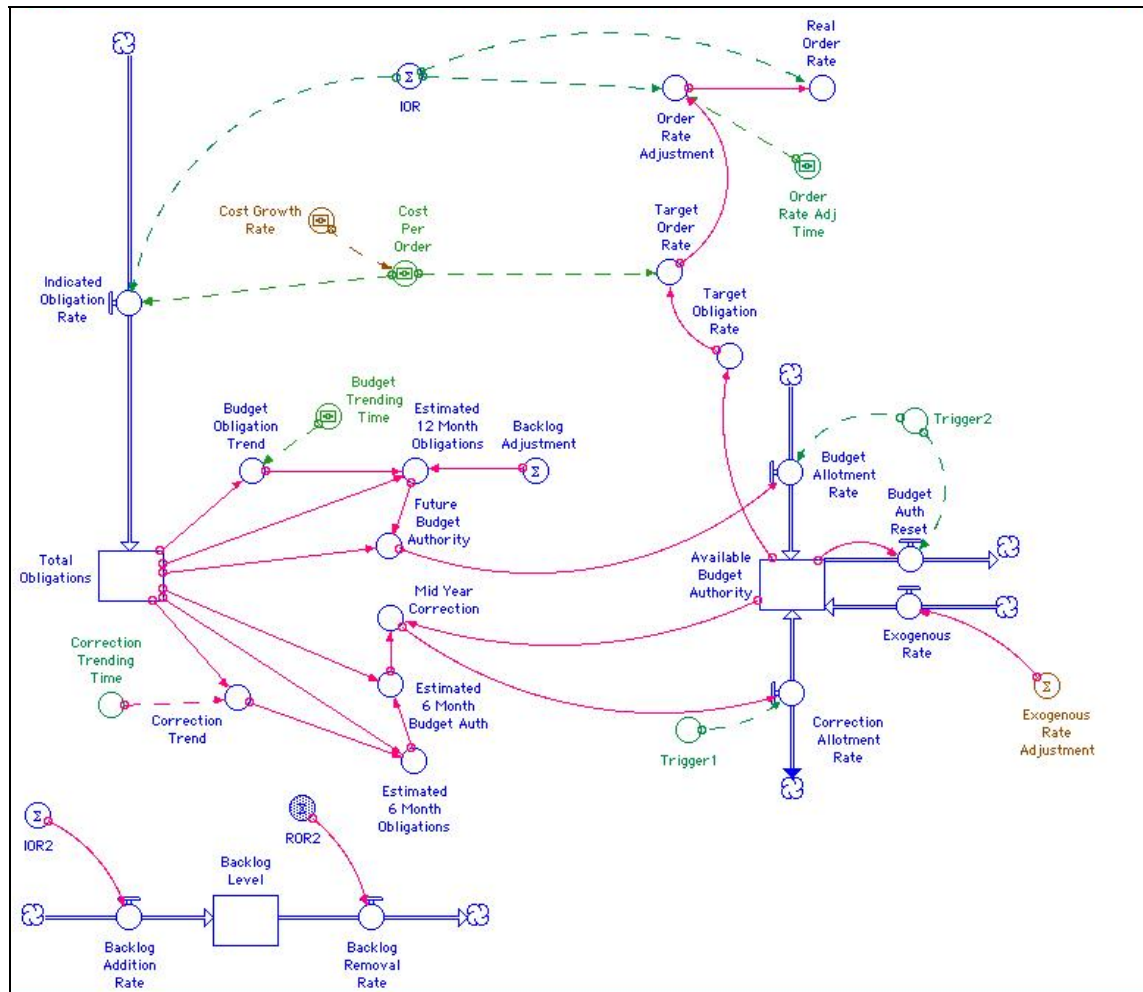 Real
Order
Rate
IOR
Order
Rate
Adjustment
Order
Rate Adj
Time
Cost Growth
Rate
Cost
Per
Order
Target
Order
Rate
Indicated
Obligation
Rate
Target
Obligation
Rate
Budget
Trending
Time
Budget
Obligation
Trend
Estimated
12 Month
Obligations
Backlog
Adjustment
Trigger2
Budget
Allotment
Rate
Budget
Auth
Reset
Future
Budget
Authority
Total
Obligations
Available
Budget
Authority
Mid Year
Correction
Exogenous
Rate
Correction
Trending
Time
Correction
Trend
Estimated
6 Month
Budget Auth
Trigger1
Correction
Allotment
Rate
Exogenous
Rate
Adjustment
Estimated
6 Month
Obligations
IOR2
ROR2
Backlog
Level
Backlog
Addition
Rate
Backlog
Removal
Rate
Σ
Σ
Σ
Σ
Σ